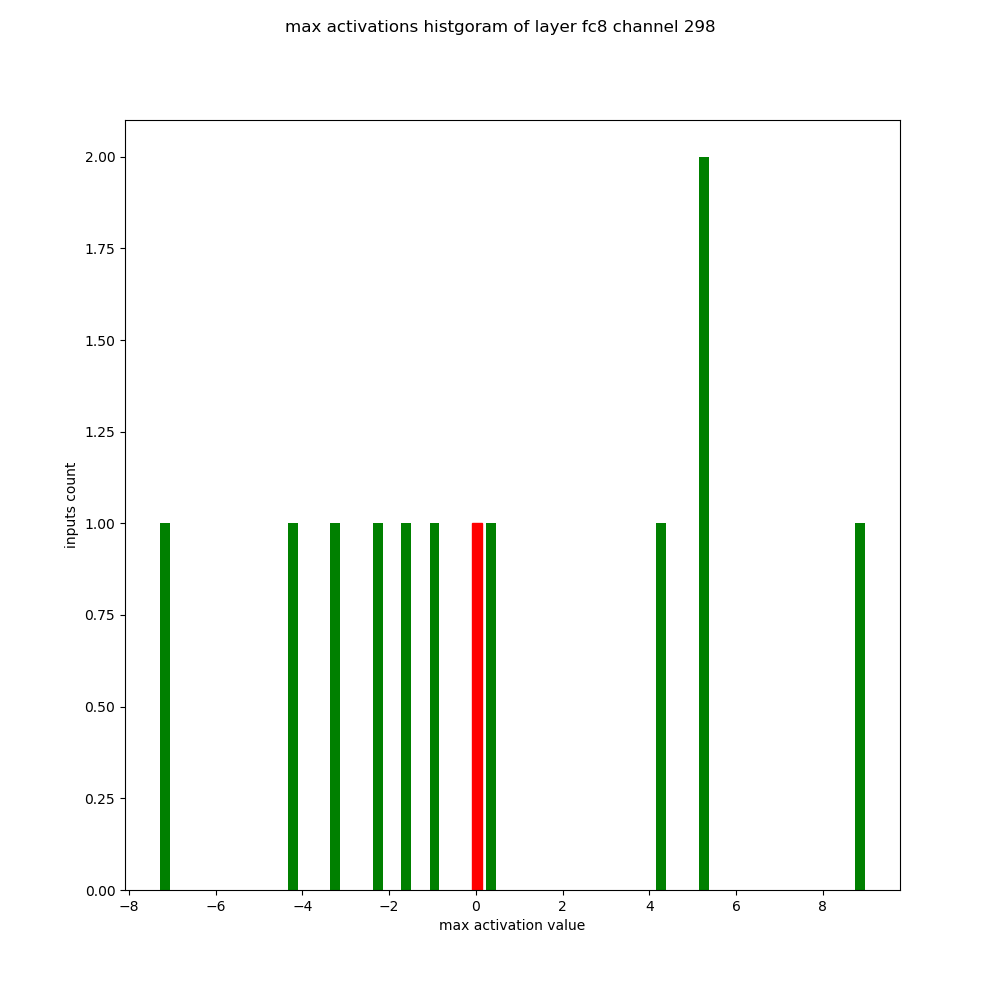 max activations histgoram of layer fc8 channel 298
2.00
1.75
1.50
1.25
1.00
0.75
0.50
0.25
0.00
inputs count
−8 −6 −4 −2 0 2 4 6 8
max activation value